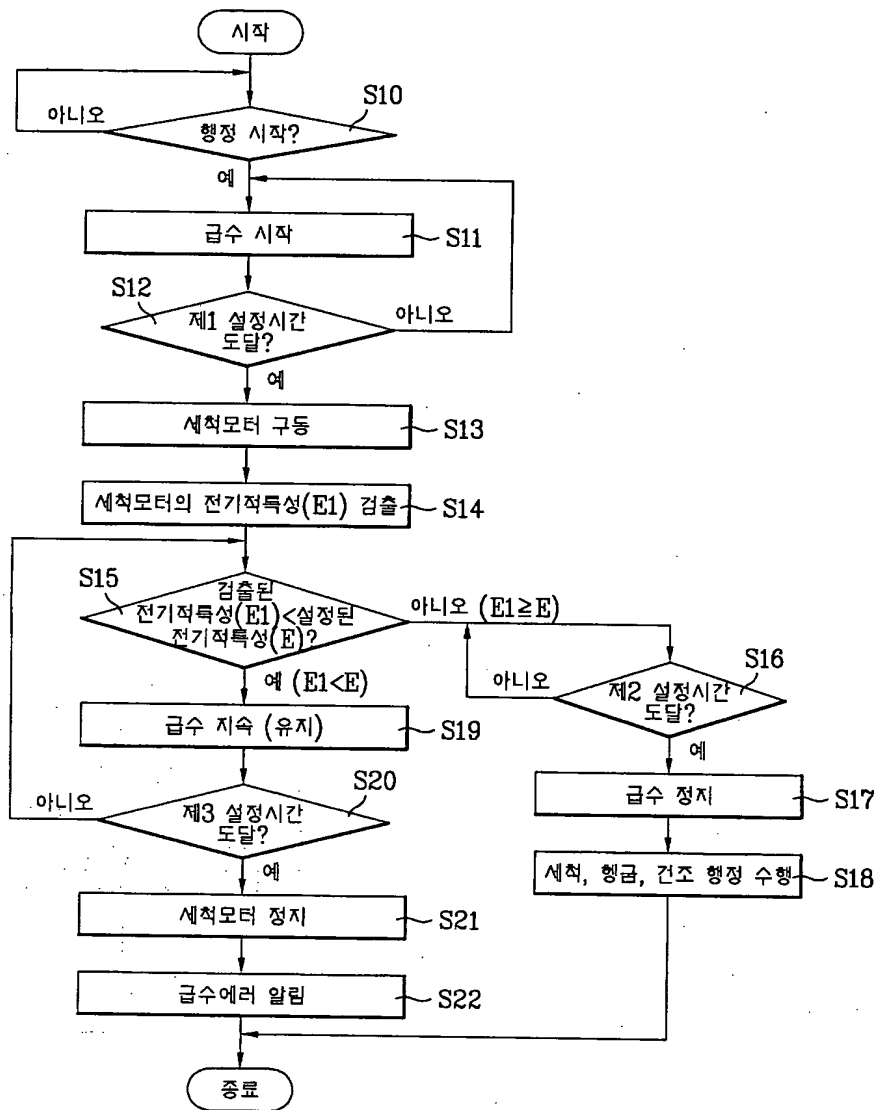 시작
S10
아니오
행정 시작?
예
급수 시작
S11
S12
제1 설정시간
도달?
아니오
예
세척모터 구동
S13
세척모터의 전기적특성(E1) 검출
S14
S15
검출된
전기적특성(E1)<설정된
전기적특성(E)?
아니오 (E1≧E)
예 (E1<E)
S16
아니오
제2 설정시간
도달?
예
급수 지속 (유지)
S19
급수 정지
S17
S20
아니오
제3 설정시간
도달?
예
세척, 헹굼, 건조 행정 수행
S18
세척모터 정지
S21
급수에러 알림
S22
종료